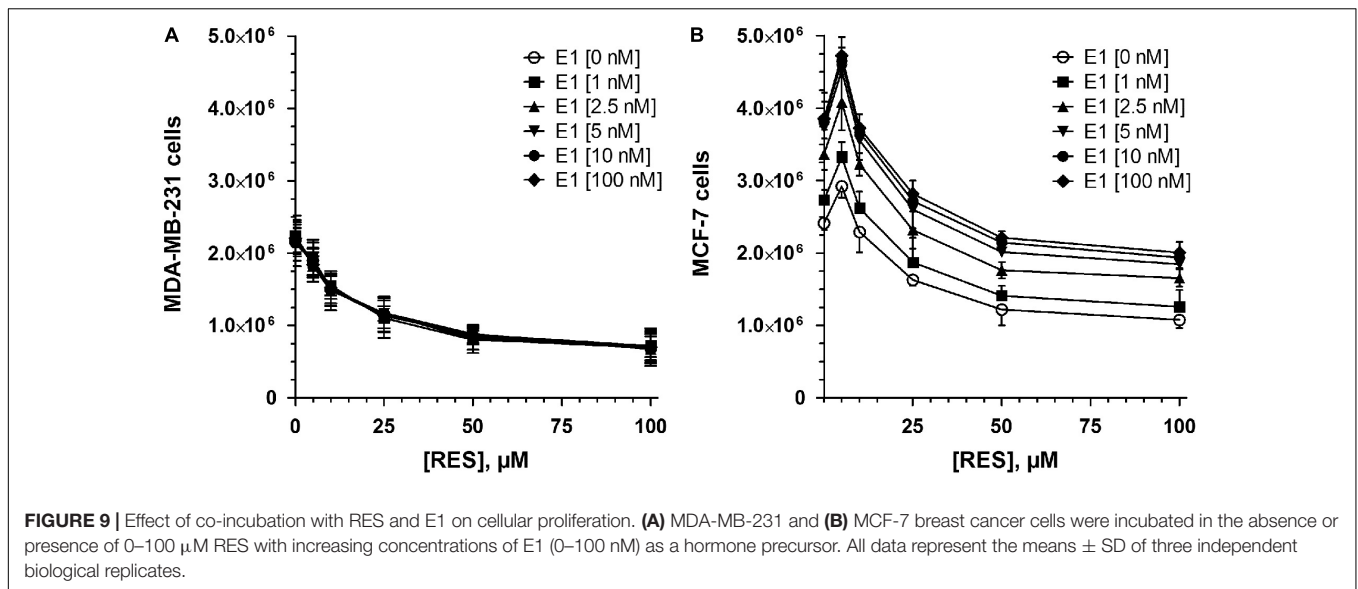 A
5.0×10⁶
4.0×10⁶
3.0×10⁶
2.0×10⁶
1.0×10⁶
0
MDA-MB-231 cells
E1 [0 nM]
E1 [1 nM]
E1 [2.5 nM]
E1 [5 nM]
E1 [10 nM]
E1 [100 nM]
0 25 50 75 100
[RES], µM
B
5.0×10⁶
4.0×10⁶
3.0×10⁶
2.0×10⁶
1.0×10⁶
0
MCF-7 cells
E1 [0 nM]
E1 [1 nM]
E1 [2.5 nM]
E1 [5 nM]
E1 [10 nM]
E1 [100 nM]
25 50 75 100
[RES], µM
FIGURE 9 | Effect of co-incubation with RES and E1 on cellular proliferation. (A) MDA-MB-231 and (B) MCF-7 breast cancer cells were incubated in the absence or
presence of 0–100 μM RES with increasing concentrations of E1 (0–100 nM) as a hormone precursor. All data represent the means ± SD of three independent
biological replicates.